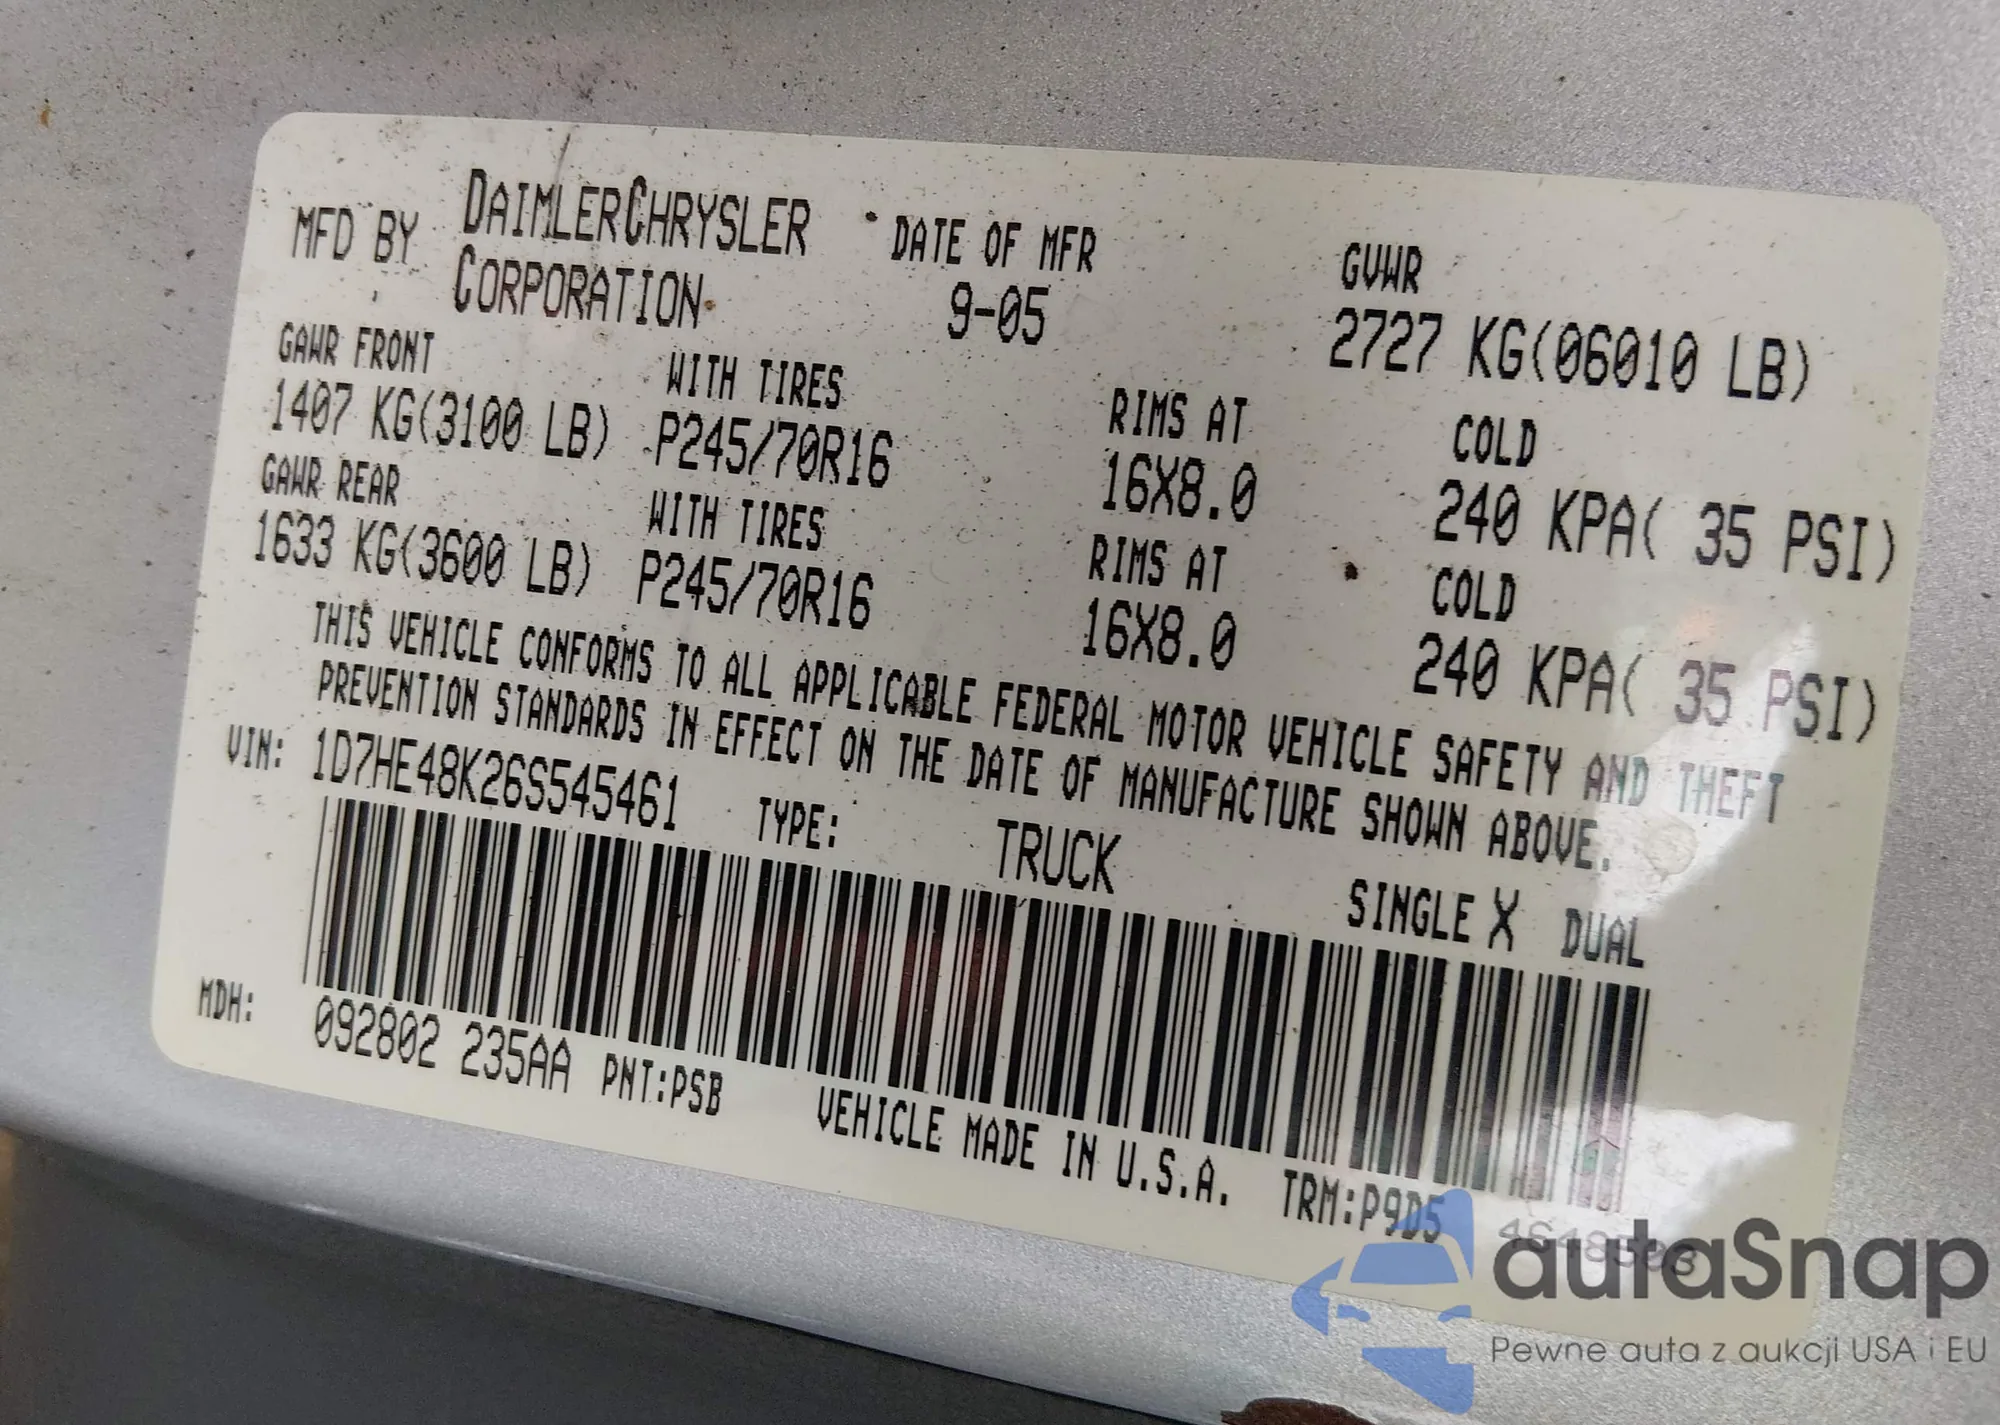 MFD BY DAIMLERCHRYSLER CORPORATION
DATE OF MFR 9-05
GVWR 2727 KG(06010 LB)
GAWR FRONT WITH TIRES RIMS AT COLD
1407 KG(3100 LB) P245/70R16 16X8.0 240 KPA( 35 PSI)
GAWR REAR WITH TIRES RIMS AT COLD
1633 KG(3600 LB) P245/70R16 16X8.0 240 KPA( 35 PSI)
THIS VEHICLE CONFORMS TO ALL APPLICABLE FEDERAL MOTOR VEHICLE SAFETY AND THEFT
PREVENTION STANDARDS IN EFFECT ON THE DATE OF MANUFACTURE SHOWN ABOVE.
VIN: 1D7HE48K26S545461 TYPE: TRUCK SINGLE X DUAL
MDH: 092802 235AA PNT:PSB VEHICLE MADE IN U.S.A. TRM:P9D5
autaSnap
Pewne auta z aukcji USA i EU